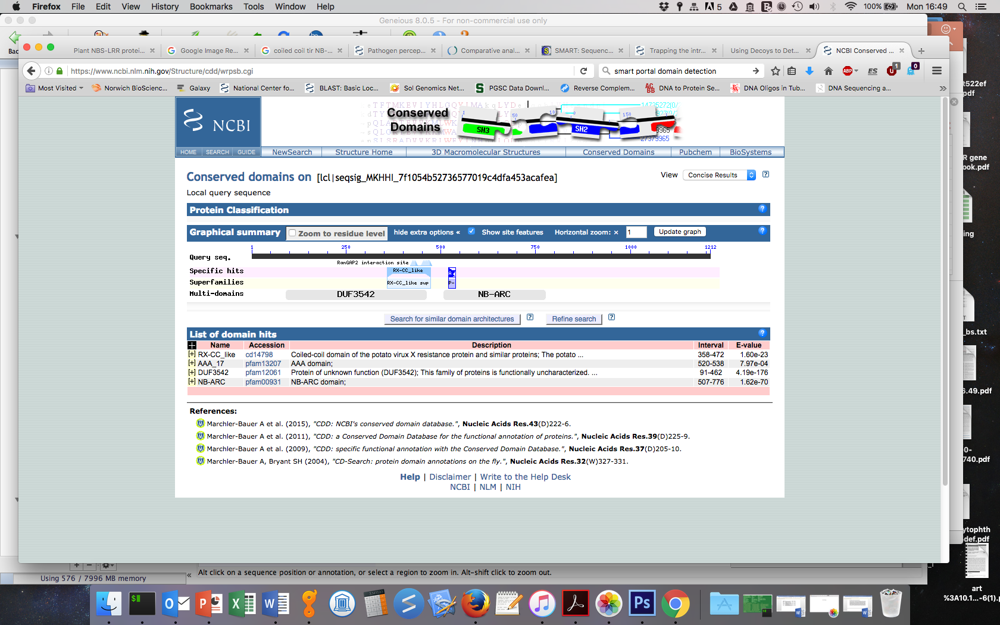 Firefox File Edit View History Bookmarks Tools Window Help 5 100% Mon 16:49
Geneious 8.0.5 - For non-commercial use only
Bac
Plant NBS-LRR protei... Google Image Re... coiled coil tir NB-... Pathogen percep... Comparative anal... SMART: Sequenc... Trapping the intr... Using Decoys to Det... NCBI Conserved ...
https://www.ncbi.nlm.nih.gov/Structure/cdd/wrpsb.cgi smart portal domain detection ABP ES 1 0
Most Visited Norwich BioScienc... Galaxy National Center fo... BLAST: Basic Loc... Sol Genomics Net... PGSC Data Downl... Reverse Complem... DNA to Protein Se... DNA Oligos in Tub... DNA Sequencing a...
NCBI
Conserved Domains
SH3 SH2
HOME SEARCH GUIDE NewSearch Structure Home 3D Macromolecular Structures Conserved Domains Pubchem BioSystems
Conserved domains on [lcl|seqsig_MKHHI_7f1054b52736577019c4dfa453acafea]
View Concise Results ?
Local query sequence
Protein Classification ?
Graphical summary Zoom to residue level hide extra options « Show site features Horizontal zoom: × 1 Update graph ?
1 250 500 750 1000 1212
Query seq.
RanGAP2 interaction site
Specific hits RX-CC_like
Superfamilies RX-CC_like sup P-
Multi-domains DUF3542 NB-ARC
Search for similar domain architectures ? Refine search ?
List of domain hits ?
Name Accession Description Interval E-value
[+] RX-CC_like cd14798 Coiled-coil domain of the potato virux X resistance protein and similar proteins; The potato ... 358-472 1.60e-23
[+] AAA_17 pfam13207 AAA domain; 520-538 7.97e-04
[+] DUF3542 pfam12061 Protein of unknown function (DUF3542); This family of proteins is functionally uncharacterized. ... 91-462 4.19e-176
[+] NB-ARC pfam00931 NB-ARC domain; 507-776 1.62e-70
References:
Marchler-Bauer A et al. (2015), "CDD: NCBI's conserved domain database.", Nucleic Acids Res.43(D)222-6.
Marchler-Bauer A et al. (2011), "CDD: a Conserved Domain Database for the functional annotation of proteins.", Nucleic Acids Res.39(D)225-9.
Marchler-Bauer A et al. (2009), "CDD: specific functional annotation with the Conserved Domain Database.", Nucleic Acids Res.37(D)205-10.
Marchler-Bauer A, Bryant SH (2004), "CD-Search: protein domain annotations on the fly.", Nucleic Acids Res.32(W)327-331.
Help | Disclaimer | Write to the Help Desk
NCBI | NLM | NIH
t522ef
pdf
R gene
ook.pdf
ing
_bs.txt
6.49.pdf
0-
740.pdf
ytophth
def.pdf
art
%3A10.1...-6(1).p
Using 576 / 7996 MB memory
« Alt click on a sequence position or annotation, or select a region to zoom in. Alt-shift click to zoom out.
Ps